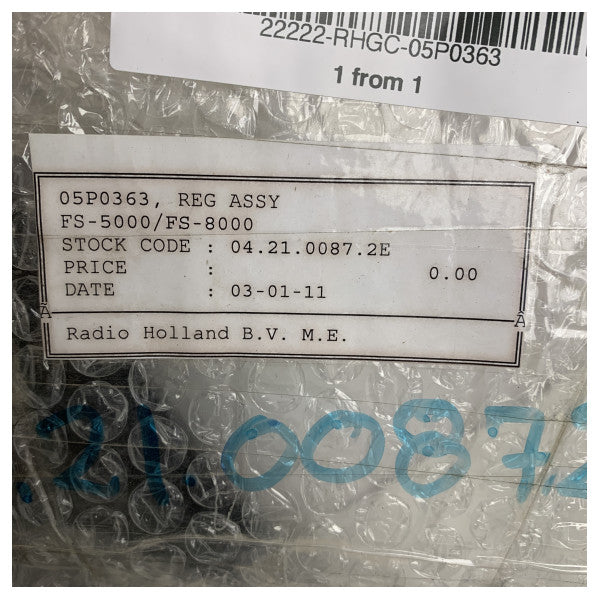 22222-RHGC-05P0363
1 from 1
05P0363, REG ASSY
FS-5000/FS-8000
STOCK CODE : 04.21.0087.2E
PRICE : 0.00
DATE : 03-01-11
Ã Ã
Radio Holland B.V. M.E.
.21.0087.2